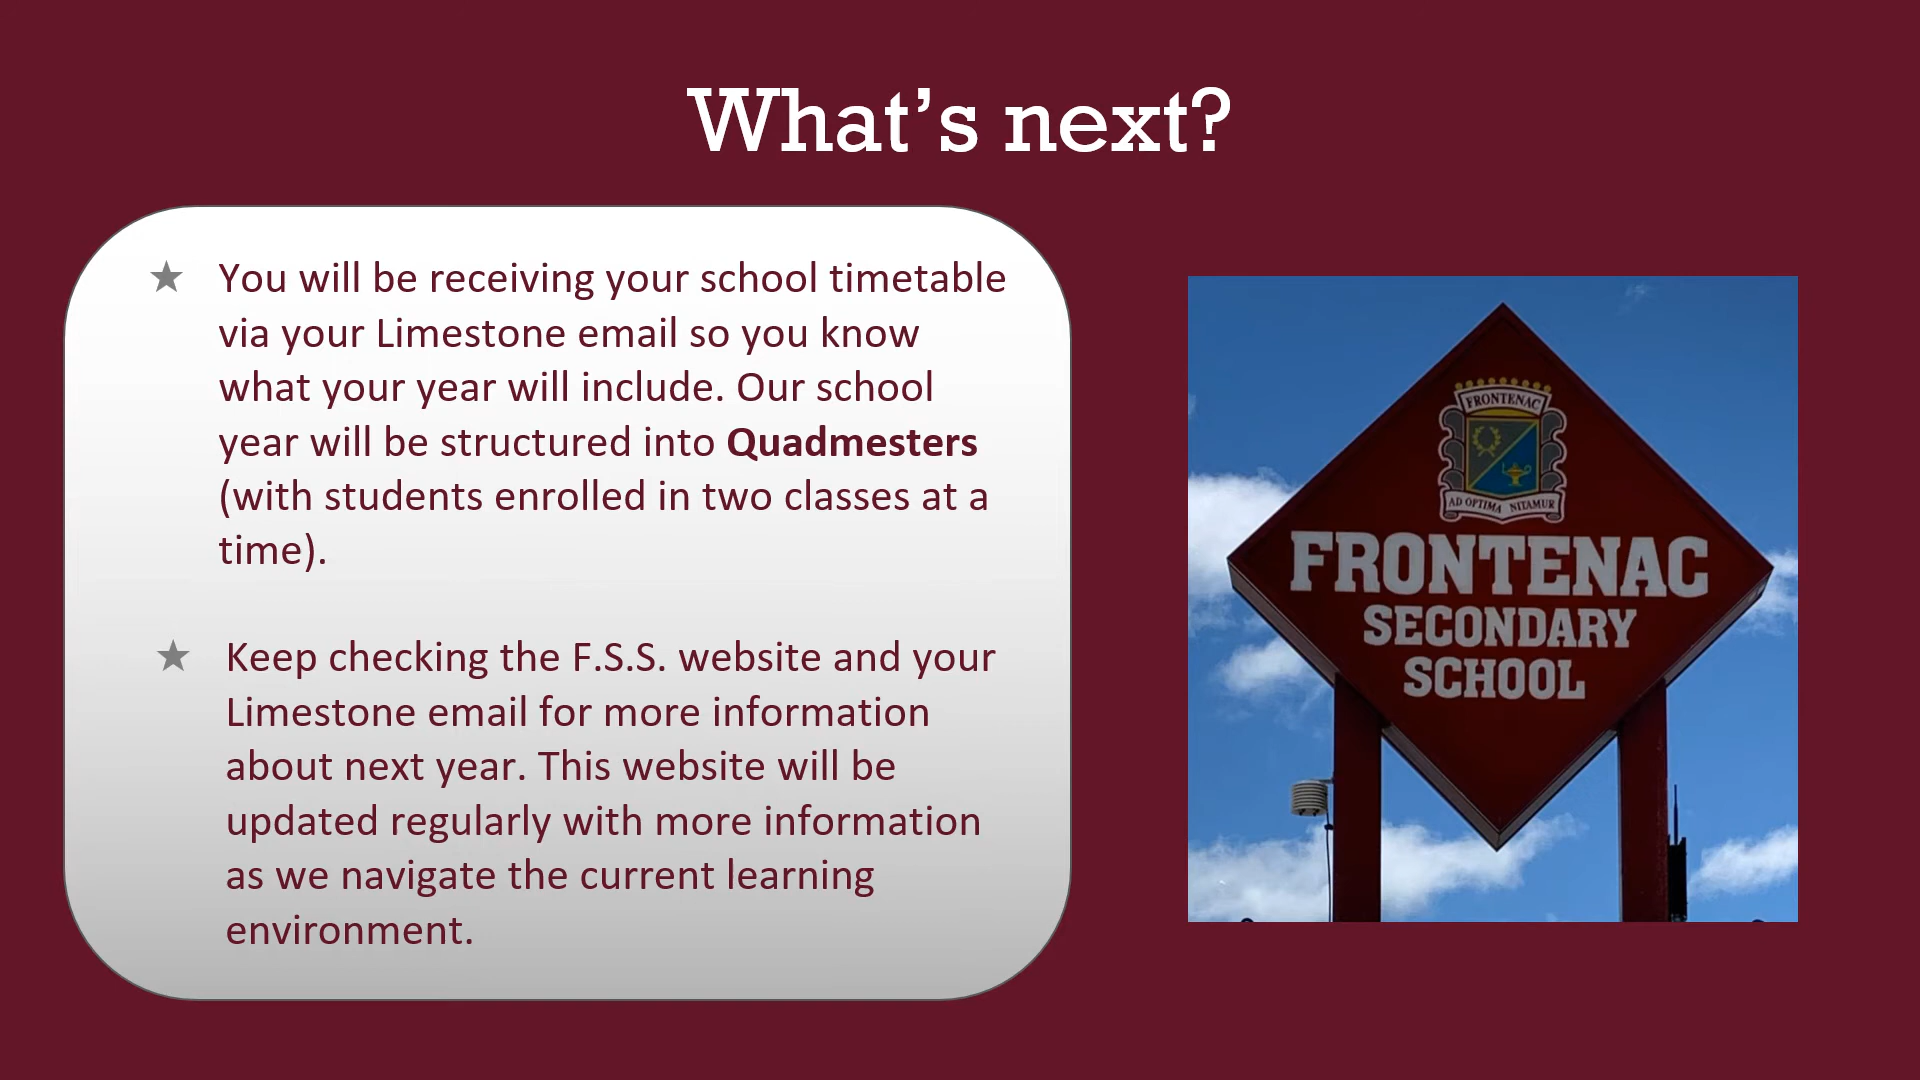 What’s next?
★ You will be receiving your school timetable
via your Limestone email so you know
what your year will include. Our school
year will be structured into Quadmesters
(with students enrolled in two classes at a
time).
★ Keep checking the F.S.S. website and your
Limestone email for more information
about next year. This website will be
updated regularly with more information
as we navigate the current learning
environment.
FRONTENAC
AD OPTIMA NITAMUR
FRONTENAC
SECONDARY
SCHOOL